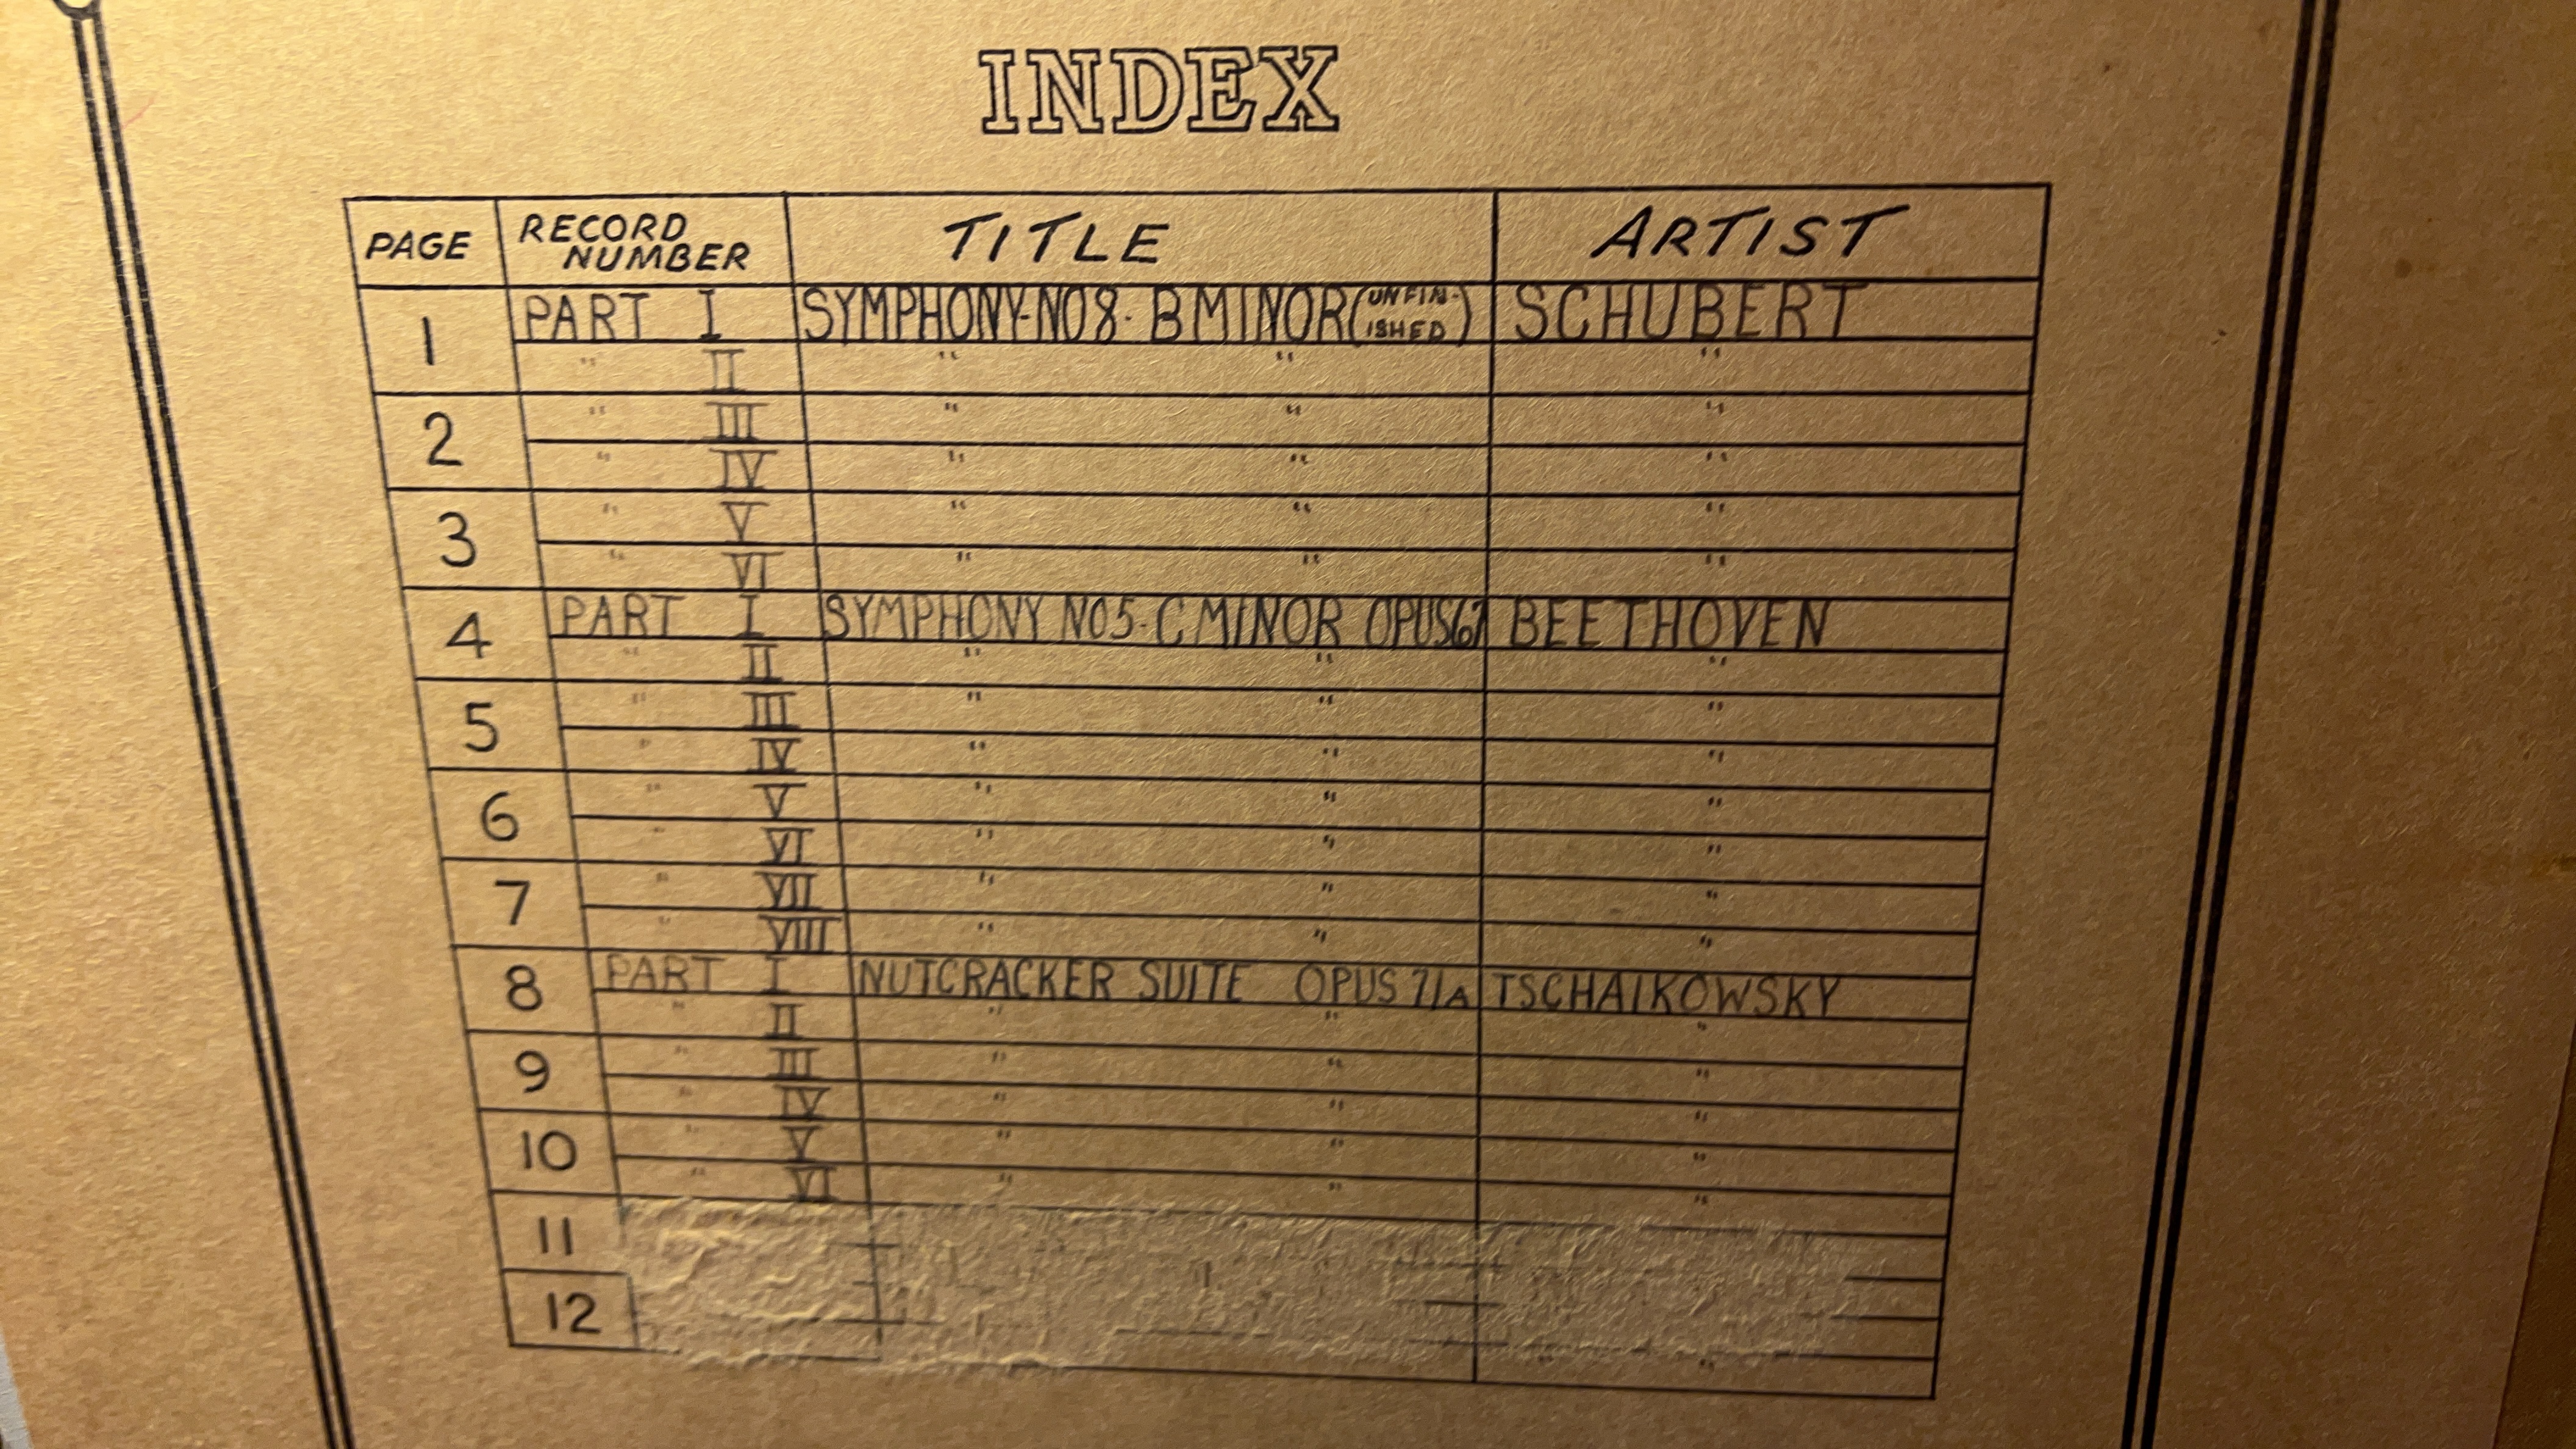 INDEX
PAGE RECORD NUMBER TITLE ARTIST
1 PART I SYMPHONY-NO 8- B MINOR (UNFIN-ISHED) SCHUBERT
" II " " "
2 " III " " "
" IV " " "
3 " V " " "
" VI " " "
4 PART I SYMPHONY NO 5-C MINOR OPUS 67 BEETHOVEN
" II " " "
5 " III " " "
" IV " " "
6 " V " " "
" VI " " "
7 " VII " " "
" VIII " " "
8 PART I NUTCRACKER SUITE OPUS 71A TSCHAIKOWSKY
" II " " "
9 " III " " "
" IV " " "
10 " V " " "
" VI " " "
11
12